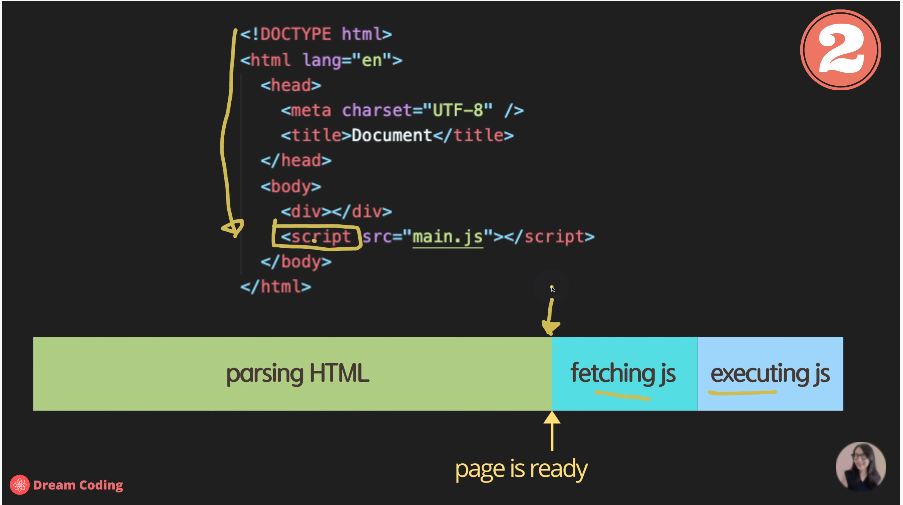 2
<!DOCTYPE html>
<html lang="en">
<head>
<meta charset="UTF-8" />
<title>Document</title>
</head>
<body>
<div></div>
<script src="main.js"></script>
</body>
</html>
parsing HTML fetching js executing js
page is ready
Dream Coding